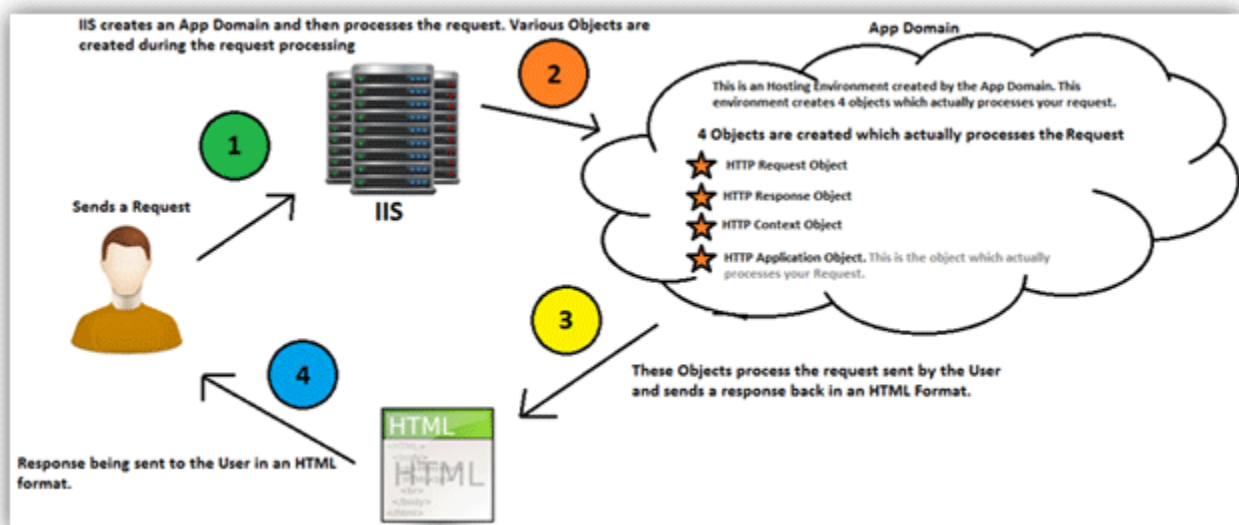 IIS creates an App Domain and then processes the request. Various Objects are
created during the request processing
App Domain
This is an Hosting Environment created by the App Domain. This
environment creates 4 objects which actually processes your request.
4 Objects are created which actually processes the Request
HTTP Request Object
HTTP Response Object
HTTP Context Object
HTTP Application Object. This is the object which actually
processes your Request.
2
1
IIS
Sends a Request
3
These Objects process the request sent by the User
and sends a response back in an HTML Format.
4
Response being sent to the User in an HTML
format.
HTML
<HTML>
<body>
HTML
<br>
</body>
</html>